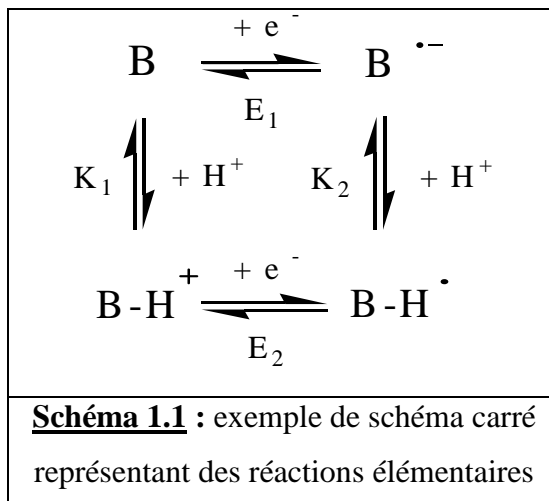 + e -
B B •−
E1
K1 + H+ K2 + H+
+ e -
B-H+ B-H•
E2
Schéma 1.1 : exemple de schéma carré
représentant des réactions élémentaires